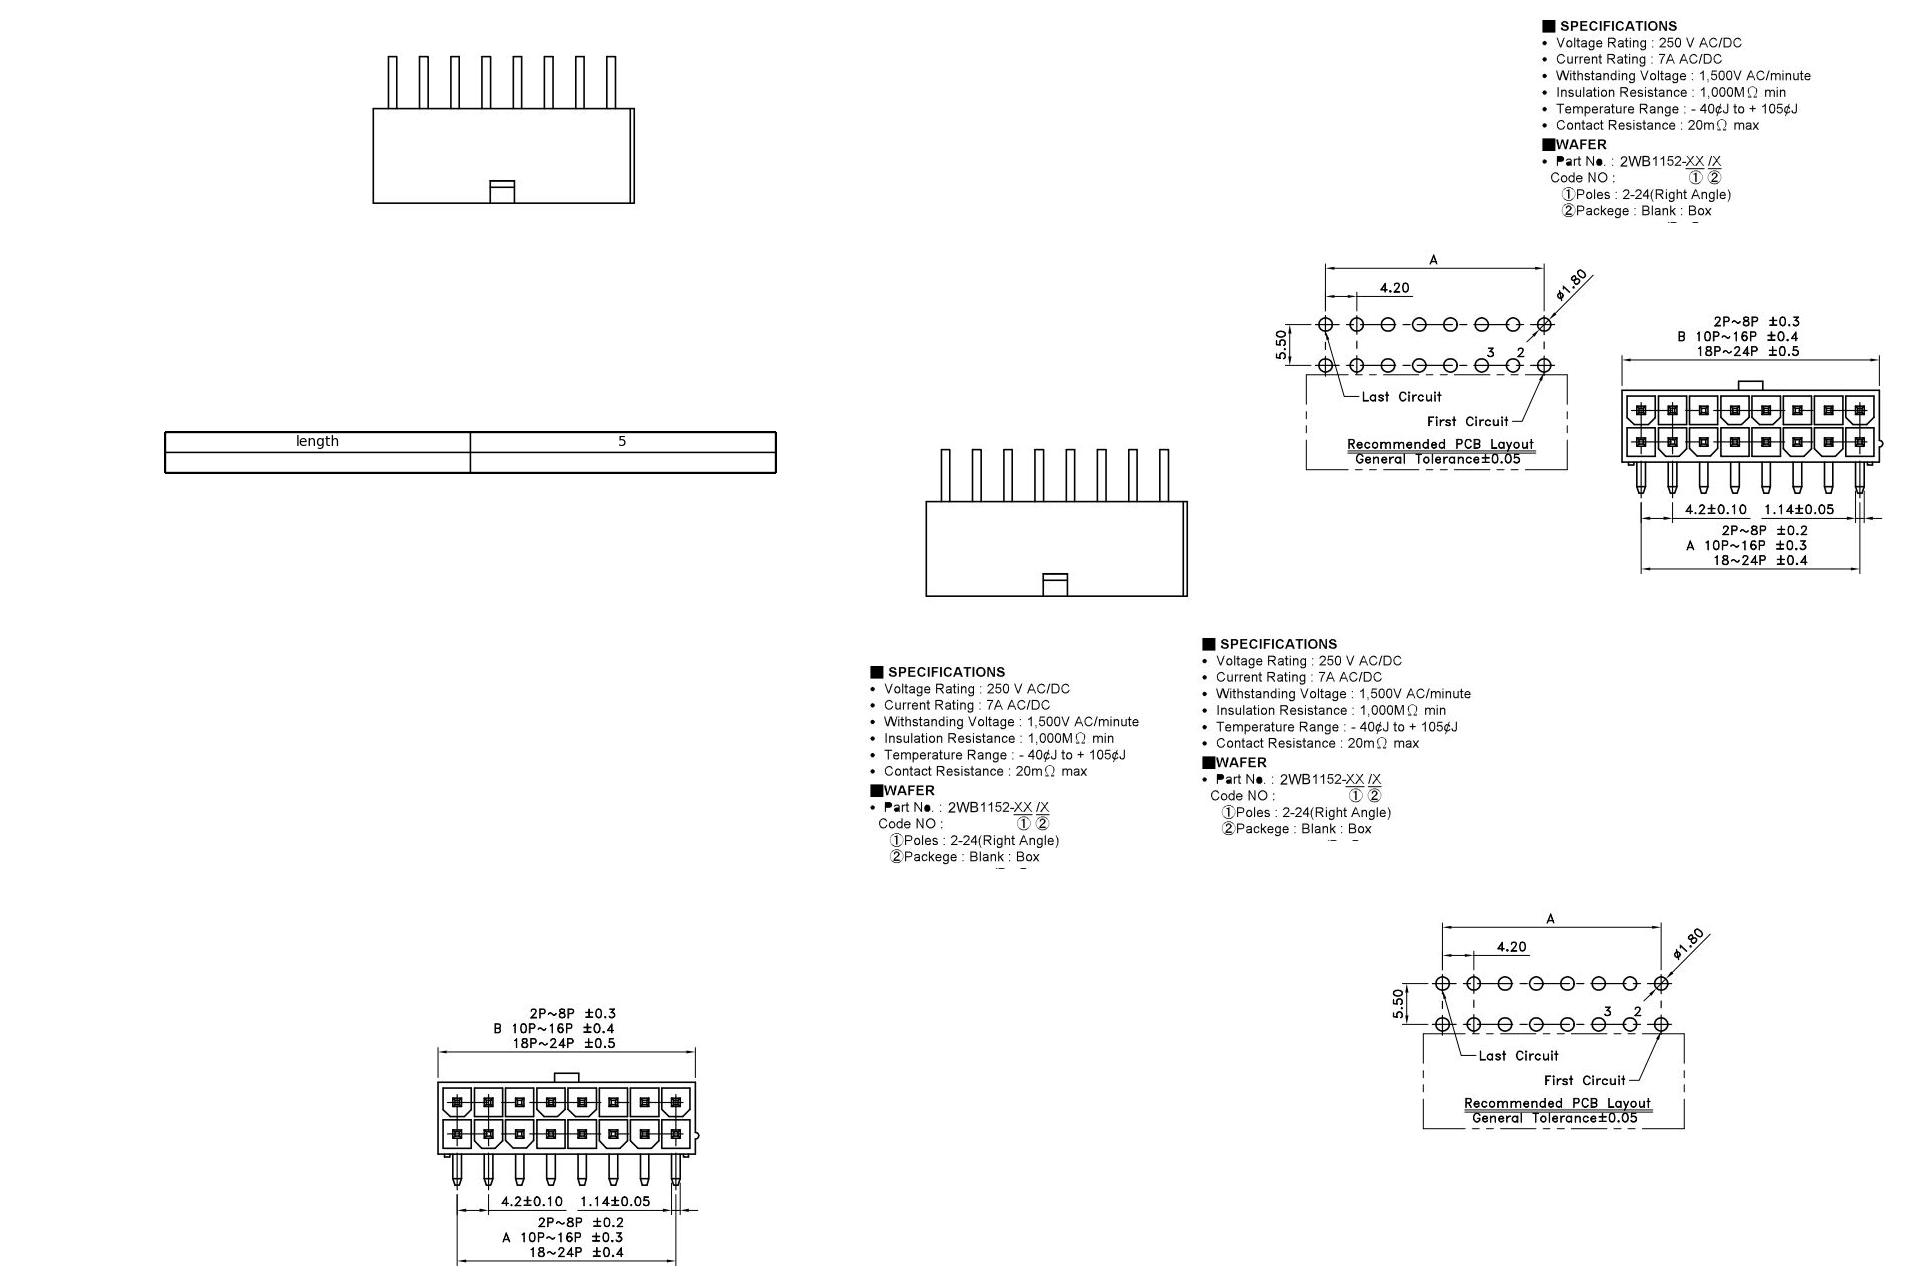 ■ SPECIFICATIONS
• Voltage Rating : 250 V AC/DC
• Current Rating : 7A AC/DC
• Withstanding Voltage : 1,500V AC/minute
• Insulation Resistance : 1,000MΩ min
• Temperature Range : - 40¢J to + 105¢J
• Contact Resistance : 20mΩ max
■WAFER
• Part No. : 2WB1152-XX /X
Code NO : ① ②
①Poles : 2-24(Right Angle)
②Packege : Blank : Box
A
4.20
ø1.80
5.50
3 2
Last Circuit
First Circuit
Recommended PCB Layout
General Tolerance±0.05
2P~8P ±0.3
B 10P~16P ±0.4
18P~24P ±0.5
4.2±0.10 1.14±0.05
2P~8P ±0.2
A 10P~16P ±0.3
18~24P ±0.4
length 5
■ SPECIFICATIONS
• Voltage Rating : 250 V AC/DC
• Current Rating : 7A AC/DC
• Withstanding Voltage : 1,500V AC/minute
• Insulation Resistance : 1,000MΩ min
• Temperature Range : - 40¢J to + 105¢J
• Contact Resistance : 20mΩ max
■WAFER
• Part No. : 2WB1152-XX /X
Code NO : ① ②
①Poles : 2-24(Right Angle)
②Packege : Blank : Box
■ SPECIFICATIONS
• Voltage Rating : 250 V AC/DC
• Current Rating : 7A AC/DC
• Withstanding Voltage : 1,500V AC/minute
• Insulation Resistance : 1,000MΩ min
• Temperature Range : - 40¢J to + 105¢J
• Contact Resistance : 20mΩ max
■WAFER
• Part No. : 2WB1152-XX /X
Code NO : ① ②
①Poles : 2-24(Right Angle)
②Packege : Blank : Box
A
4.20
ø1.80
5.50
3 2
Last Circuit
First Circuit
Recommended PCB Layout
General Tolerance±0.05
2P~8P ±0.3
B 10P~16P ±0.4
18P~24P ±0.5
4.2±0.10 1.14±0.05
2P~8P ±0.2
A 10P~16P ±0.3
18~24P ±0.4